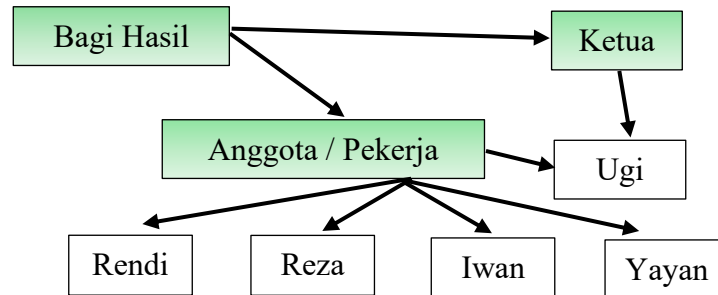 Bagi Hasil
Ketua
Anggota / Pekerja
Ugi
Rendi
Reza
Iwan
Yayan